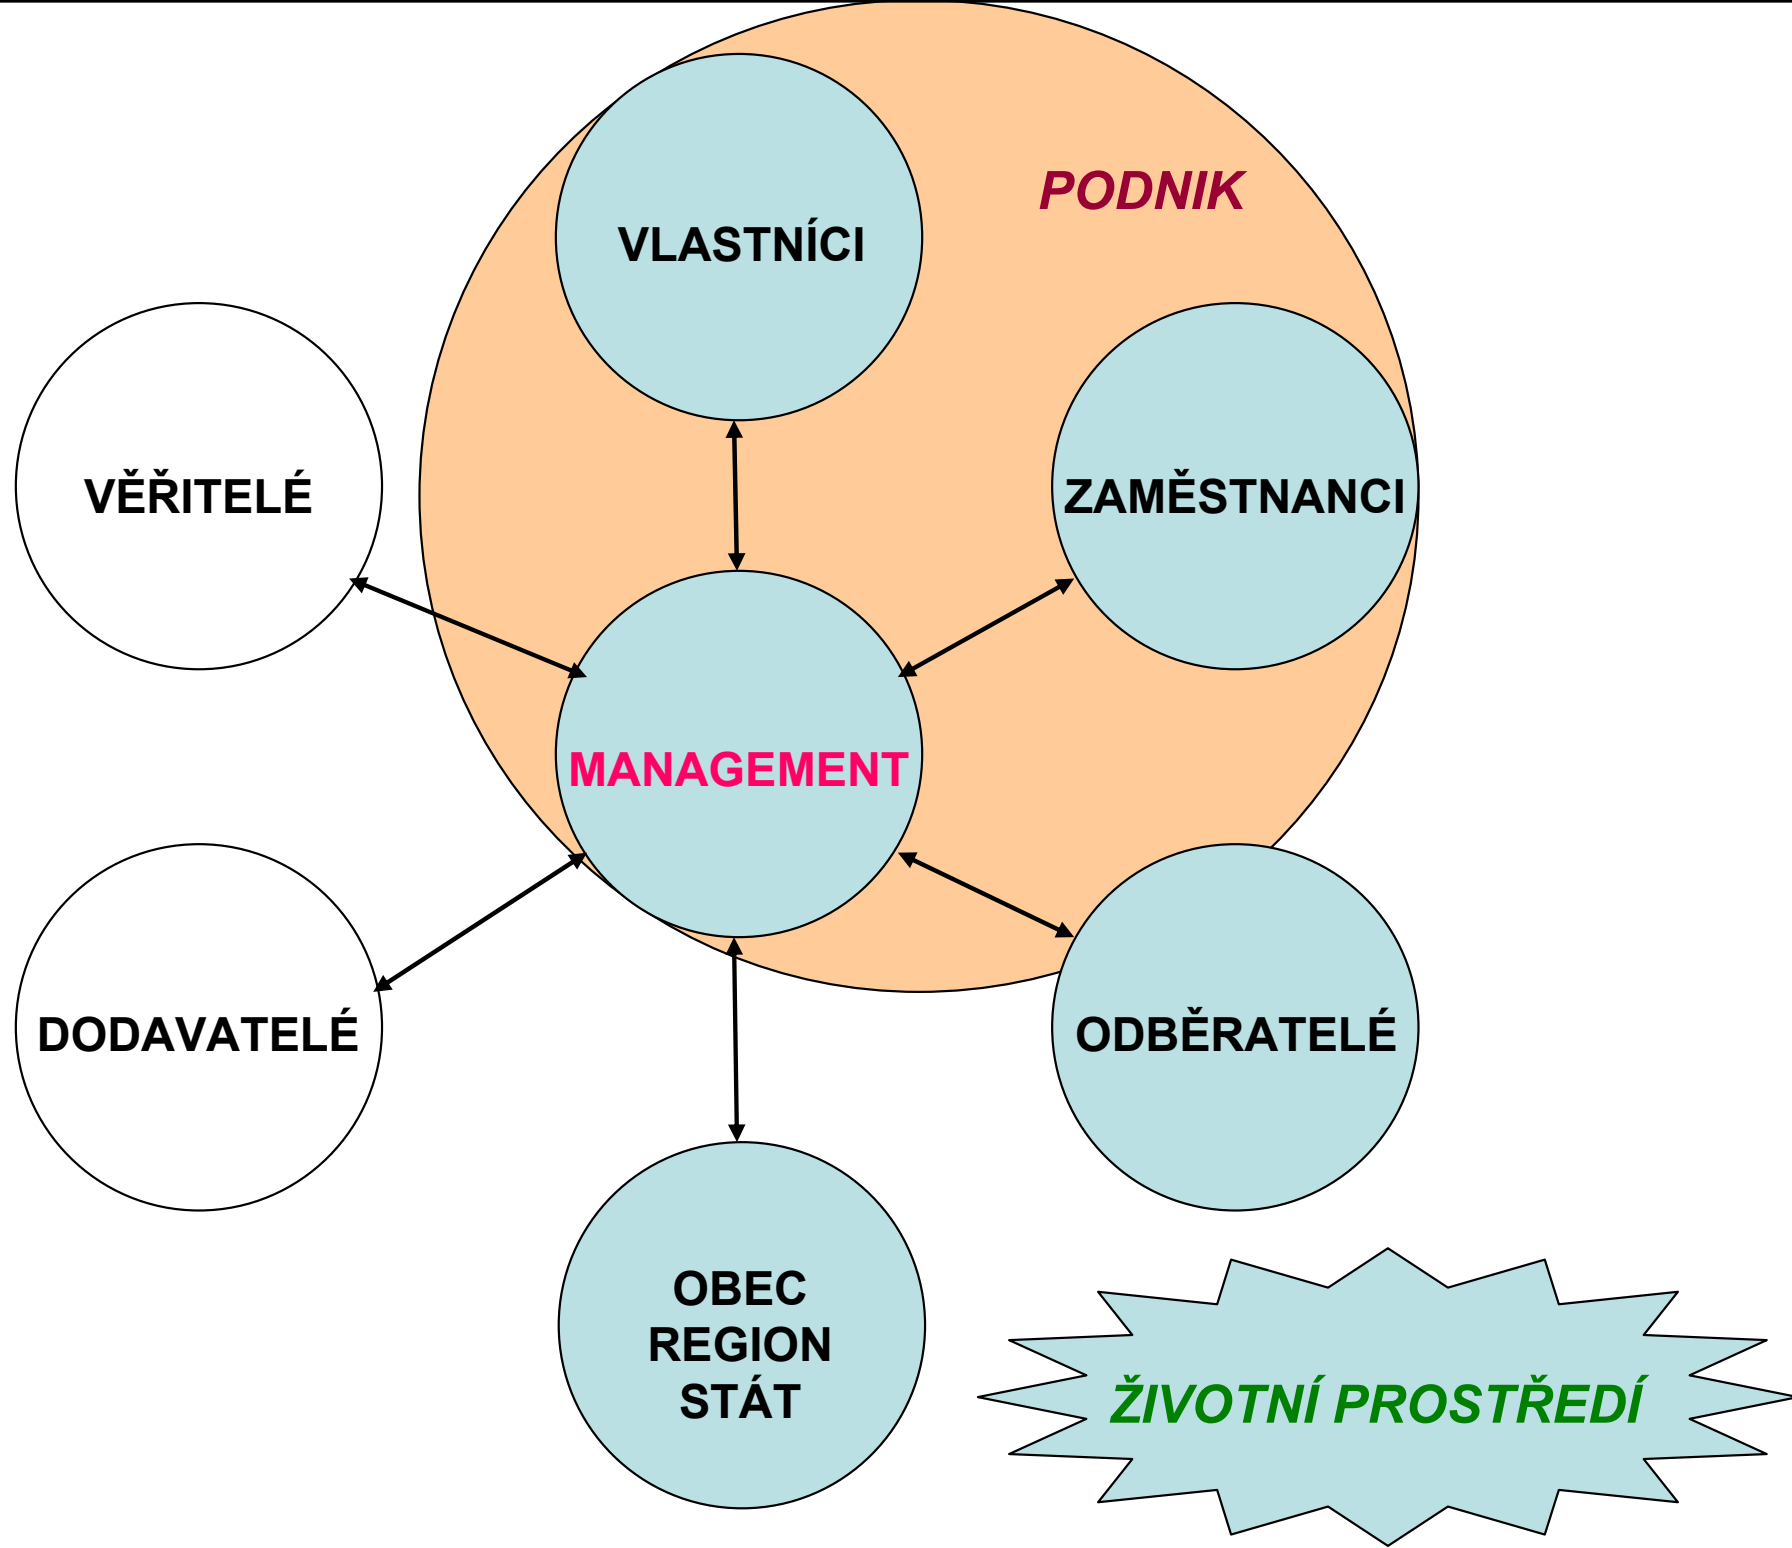 PODNIK
VLASTNÍCI
VĚŘITELÉ
ZAMĚSTNANCI
MANAGEMENT
DODAVATELÉ
ODBĚRATELÉ
OBEC
REGION
STÁT
ŽIVOTNÍ PROSTŘEDÍ